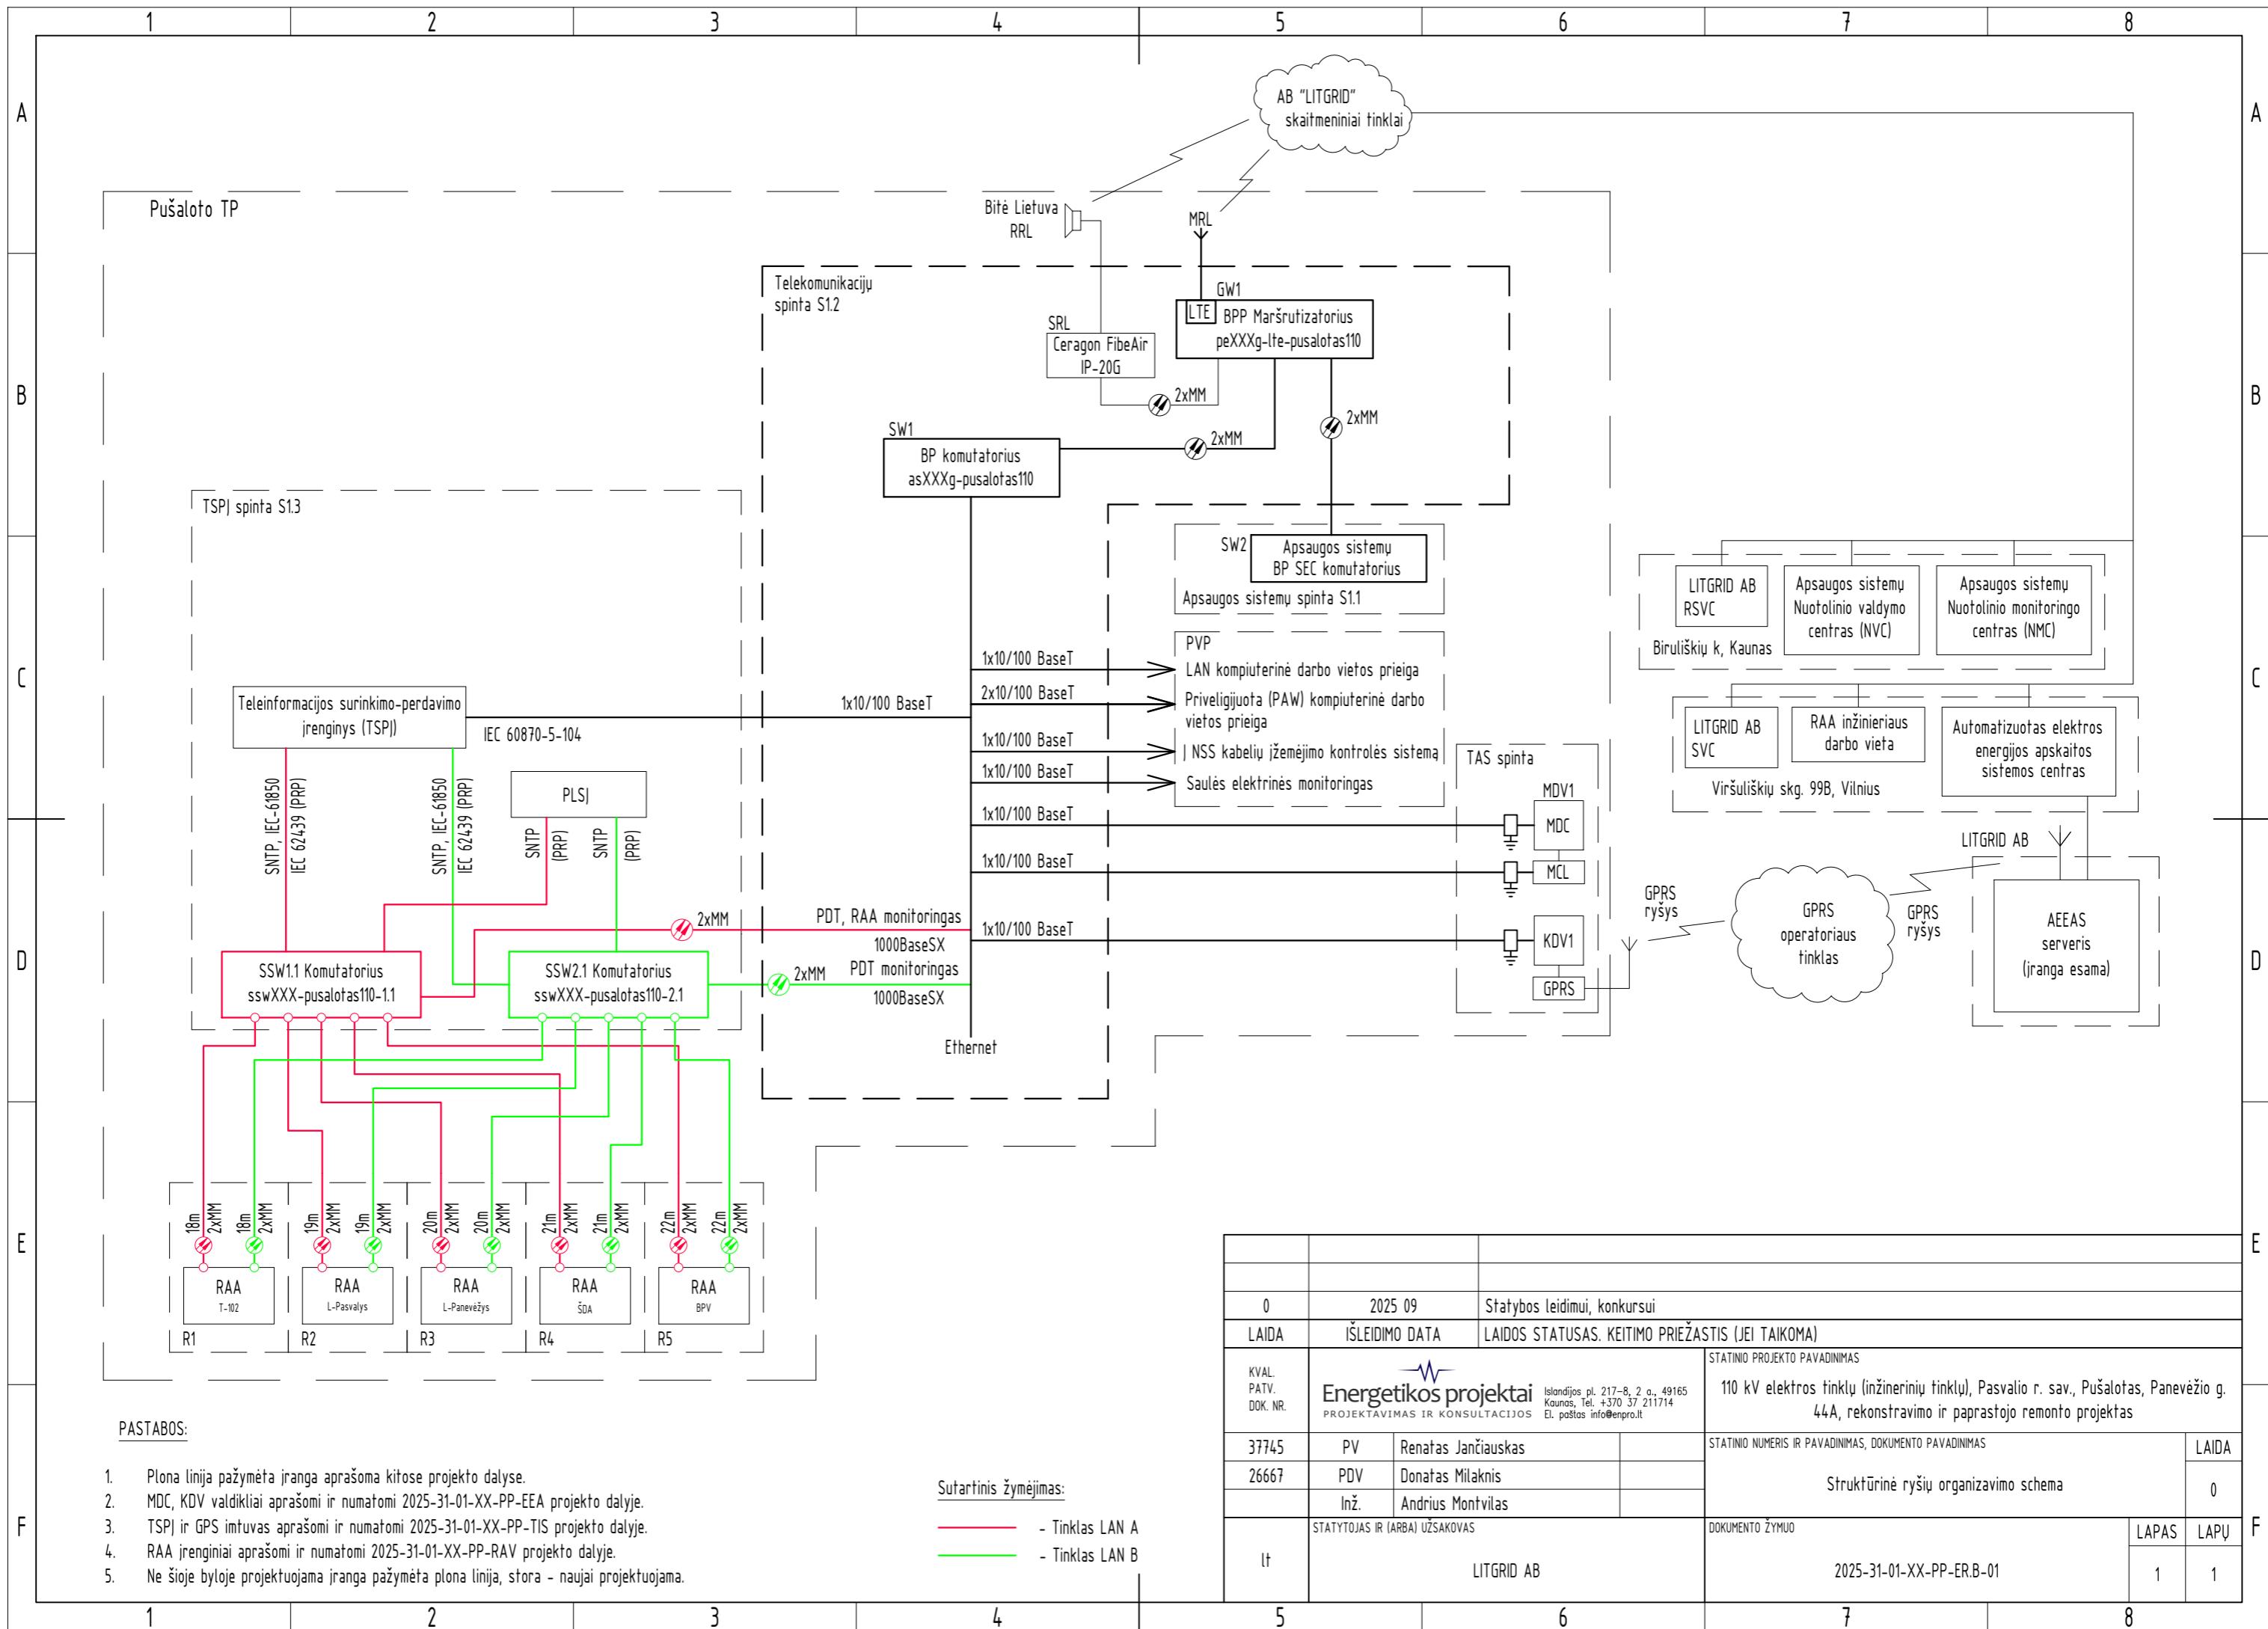 1 2 3 4 5 6 7 8
A A
B B
C C
D D
E E
F F
AB "LITGRID"
skaitmeniniai tinklai
Pušaloto TP
Bitė Lietuva
RRL
MRL
Telekomunikacijų
spinta S1.2
GW1
LTE
BPP Maršrutizatorius
peXXXg-lte-pusalotas110
SRL
Ceragon FibeAir
IP-20G
2xMM
2xMM
2xMM
SW1
BP komutatorius
asXXXg-pusalotas110
TSPĮ spinta S1.3
SW2
Apsaugos sistemų
BP SEC komutatorius
Apsaugos sistemų spinta S1.1
LITGRID AB
RSVC
Apsaugos sistemų
Nuotolinio valdymo
centras (NVC)
Apsaugos sistemų
Nuotolinio monitoringo
centras (NMC)
Biruliškių k, Kaunas
PVP
1x10/100 BaseT
LAN kompiuterinė darbo vietos prieiga
2x10/100 BaseT
Priveligijuota (PAW) kompiuterinė darbo
vietos prieiga
1x10/100 BaseT
Į NSS kabelių įžemėjimo kontrolės sistemą
1x10/100 BaseT
Saulės elektrinės monitoringas
Teleinformacijos surinkimo-perdavimo
įrenginys (TSPĮ)
1x10/100 BaseT
IEC 60870-5-104
LITGRID AB
SVC
RAA inžinieriaus
darbo vieta
Automatizuotas elektros
energijos apskaitos
sistemos centras
Viršuliškių skg. 99B, Vilnius
TAS spinta
MDV1
MDC
MCL
KDV1
GPRS
1x10/100 BaseT
1x10/100 BaseT
1x10/100 BaseT
SNTP, IEC-61850
IEC 62439 (PRP)
SNTP, IEC-61850
IEC 62439 (PRP)
PLSĮ
SNTP
(PRP)
SNTP
(PRP)
LITGRID AB
GPRS
ryšys
GPRS
operatoriaus
tinklas
GPRS
ryšys
AEEAS
serveris
(įranga esama)
2xMM
PDT, RAA monitoringas
1000BaseSX
2xMM
PDT monitoringas
1000BaseSX
SSW1.1 Komutatorius
sswXXX-pusalotas110-1.1
SSW2.1 Komutatorius
sswXXX-pusalotas110-2.1
Ethernet
18m
2xMM
18m
2xMM
19m
2xMM
19m
2xMM
20m
2xMM
20m
2xMM
21m
2xMM
21m
2xMM
22m
2xMM
22m
2xMM
RAA
T-102
R1
RAA
L-Pasvalys
R2
RAA
L-Panevėžys
R3
RAA
ŠDA
R4
RAA
BPV
R5
PASTABOS:
1. Plona linija pažymėta įranga aprašoma kitose projekto dalyse.
2. MDC, KDV valdikliai aprašomi ir numatomi 2025-31-01-XX-PP-EEA projekto dalyje.
3. TSPĮ ir GPS imtuvas aprašomi ir numatomi 2025-31-01-XX-PP-TIS projekto dalyje.
4. RAA įrenginiai aprašomi ir numatomi 2025-31-01-XX-PP-RAV projekto dalyje.
5. Ne šioje byloje projektuojama įranga pažymėta plona linija, stora - naujai projektuojama.
Sutartinis žymėjimas:
- Tinklas LAN A
- Tinklas LAN B
0 2025 09 Statybos leidimui, konkursui
LAIDA IŠLEIDIMO DATA LAIDOS STATUSAS. KEITIMO PRIEŽASTIS (JEI TAIKOMA)
KVAL.
PATV.
DOK. NR.
Energetikos projektai
PROJEKTAVIMAS IR KONSULTACIJOS
Islandijos pl. 217-8, 2 a., 49165
Kaunas, Tel. +370 37 211714
El. paštas info@enpro.lt
STATINIO PROJEKTO PAVADINIMAS
110 kV elektros tinklų (inžinerinių tinklų), Pasvalio r. sav., Pušalotas, Panevėžio g.
44A, rekonstravimo ir paprastojo remonto projektas
37745 PV Renatas Jančiauskas
26667 PDV Donatas Milaknis
Inž. Andrius Montvilas
STATINIO NUMERIS IR PAVADINIMAS, DOKUMENTO PAVADINIMAS
Struktūrinė ryšių organizavimo schema
LAIDA
0
lt
STATYTOJAS IR (ARBA) UŽSAKOVAS
LITGRID AB
DOKUMENTO ŽYMUO
2025-31-01-XX-PP-ER.B-01
LAPAS LAPŲ
1 1
1 2 3 4 5 6 7 8